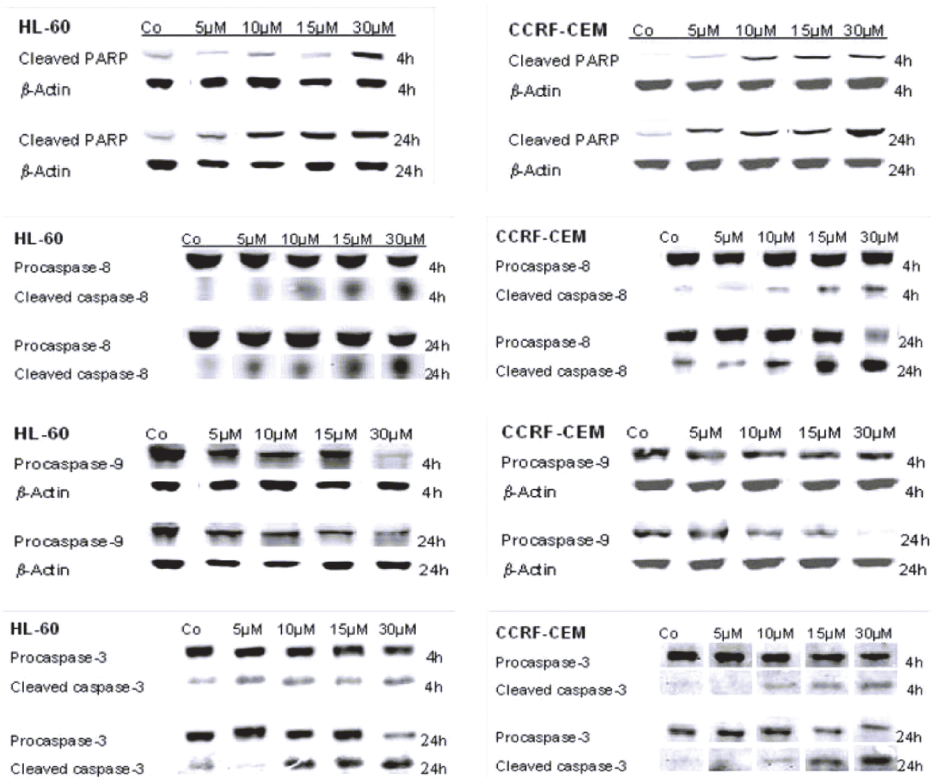 HL-60 Co 5µM 10µM 15µM 30µM
Cleaved PARP 4h
β-Actin 4h
Cleaved PARP 24h
β-Actin 24h
CCRF-CEM Co 5µM 10µM 15µM 30µM
Cleaved PARP 4h
β-Actin 4h
Cleaved PARP 24h
β-Actin 24h
HL-60 Co 5µM 10µM 15µM 30µM
Procaspase-8 4h
Cleaved caspase-8 4h
Procaspase-8 24h
Cleaved caspase-8 24h
CCRF-CEM Co 5µM 10µM 15µM 30µM
Procaspase-8 4h
Cleaved caspase-8 4h
Procaspase-8 24h
Cleaved caspase-8 24h
HL-60 Co 5µM 10µM 15µM 30µM
Procaspase-9 4h
β-Actin 4h
Procaspase-9 24h
β-Actin 24h
CCRF-CEM Co 5µM 10µM 15µM 30µM
Procaspase-9 4h
β-Actin 4h
Procaspase-9 24h
β-Actin 24h
HL-60 Co 5µM 10µM 15µM 30µM
Procaspase-3 4h
Cleaved caspase-3 4h
Procaspase-3 24h
Cleaved caspase-3 24h
CCRF-CEM Co 5µM 10µM 15µM 30µM
Procaspase-3 4h
Cleaved caspase-3 4h
Procaspase-3 24h
Cleaved caspase-3 24h